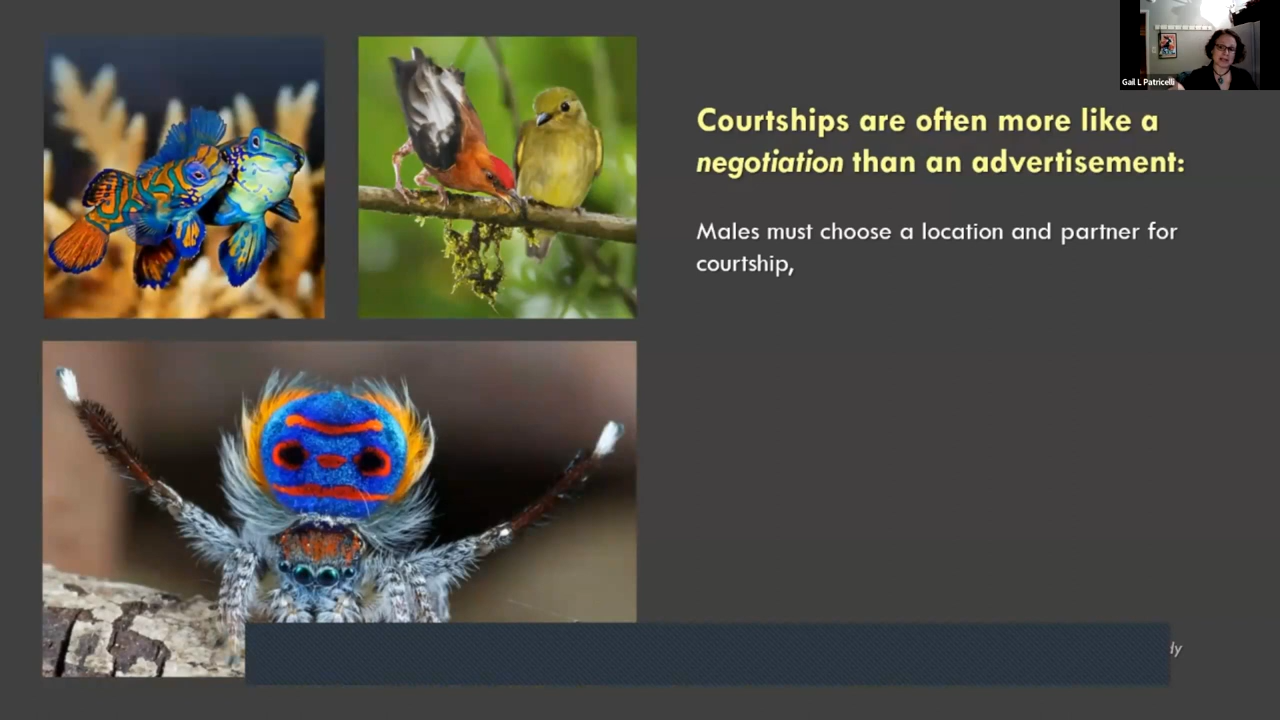 Gail L Patricelli
Courtships are often more like a
negotiation than an advertisement:
Males must choose a location and partner for
courtship,